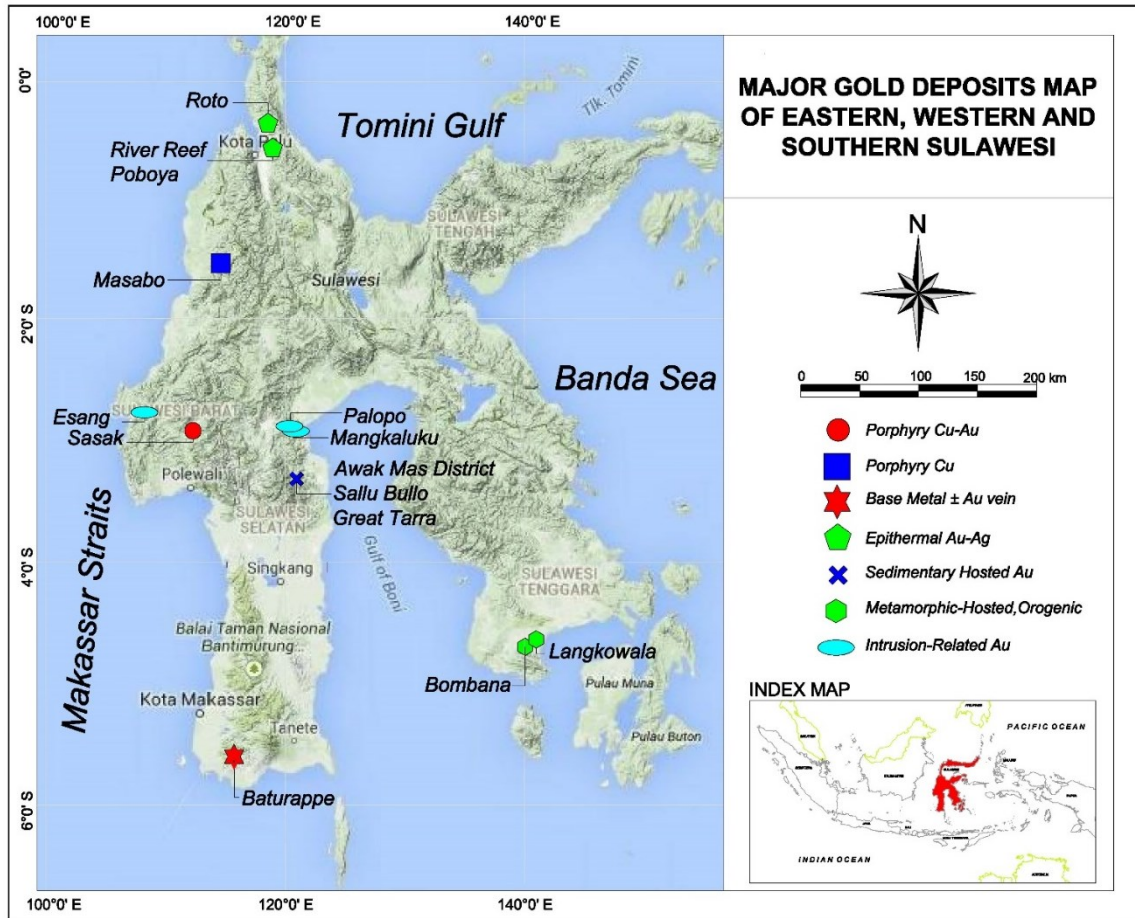 100°0' E
120°0' E
140°0' E
0°0'
2°0'S
4°0'S
6°0'S
Roto
Tomini Gulf
Tlk. Tomini
River Reef
Kota Palu
Poboya
SULAWESI
TENGAH
Masabo
Sulawesi
Banda Sea
SULAWESI BARAT
Esang
Sasak
Palopo
Mangkaluku
Polewali
Awak Mas District
Sallu Bullo
Great Tarra
SULAWESI
SELATAN
Makassar Straits
Gulf of Boni
Singkang
SULAWESI
TENGGARA
Balai Taman Nasional
Bantimurung...
Langkowala
Bombana
Pulau Muna
Kota Makassar
Tanete
Pulau Buton
Baturappe
100°0' E
120°0' E
140°0' E
MAJOR GOLD DEPOSITS MAP
OF EASTERN, WESTERN AND
SOUTHERN SULAWESI
N
0 50 100 150 200 km
Porphyry Cu-Au
Porphyry Cu
Base Metal ± Au vein
Epithermal Au-Ag
Sedimentary Hosted Au
Metamorphic-Hosted,Orogenic
Intrusion-Related Au
INDEX MAP
PACIFIC OCEAN
INDIAN OCEAN